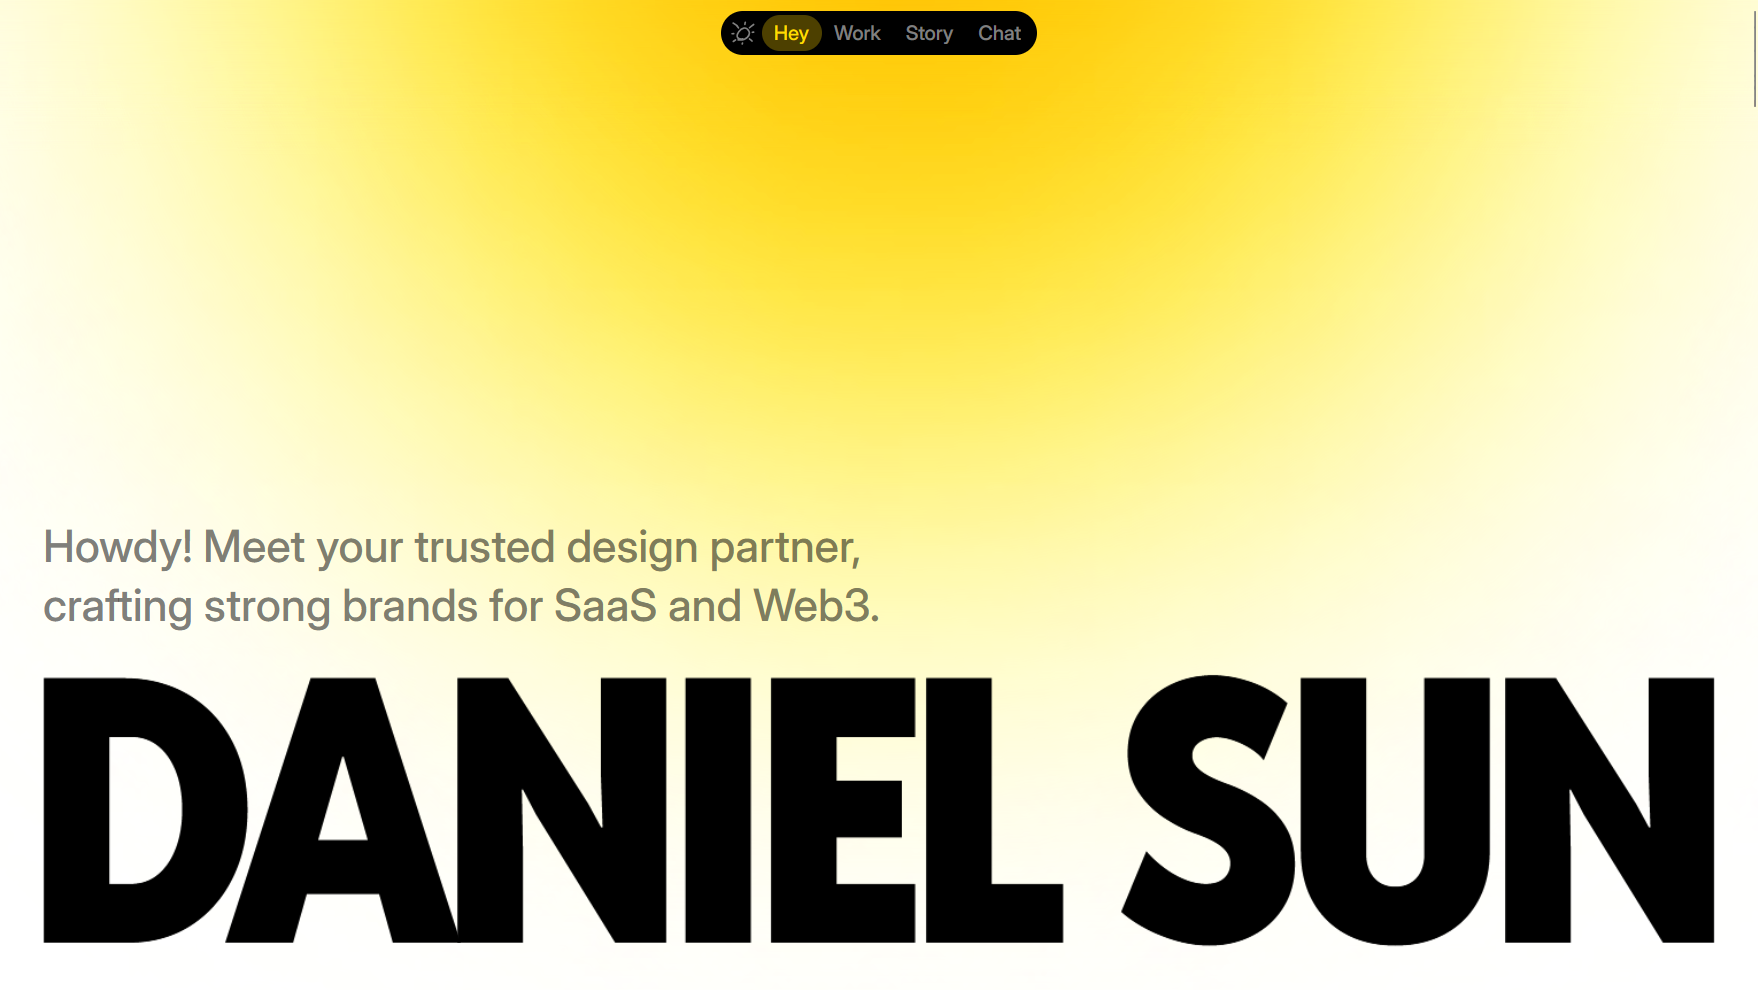 Hey Work Story Chat
Howdy! Meet your trusted design partner,
crafting strong brands for SaaS and Web3.
DANIEL SUN